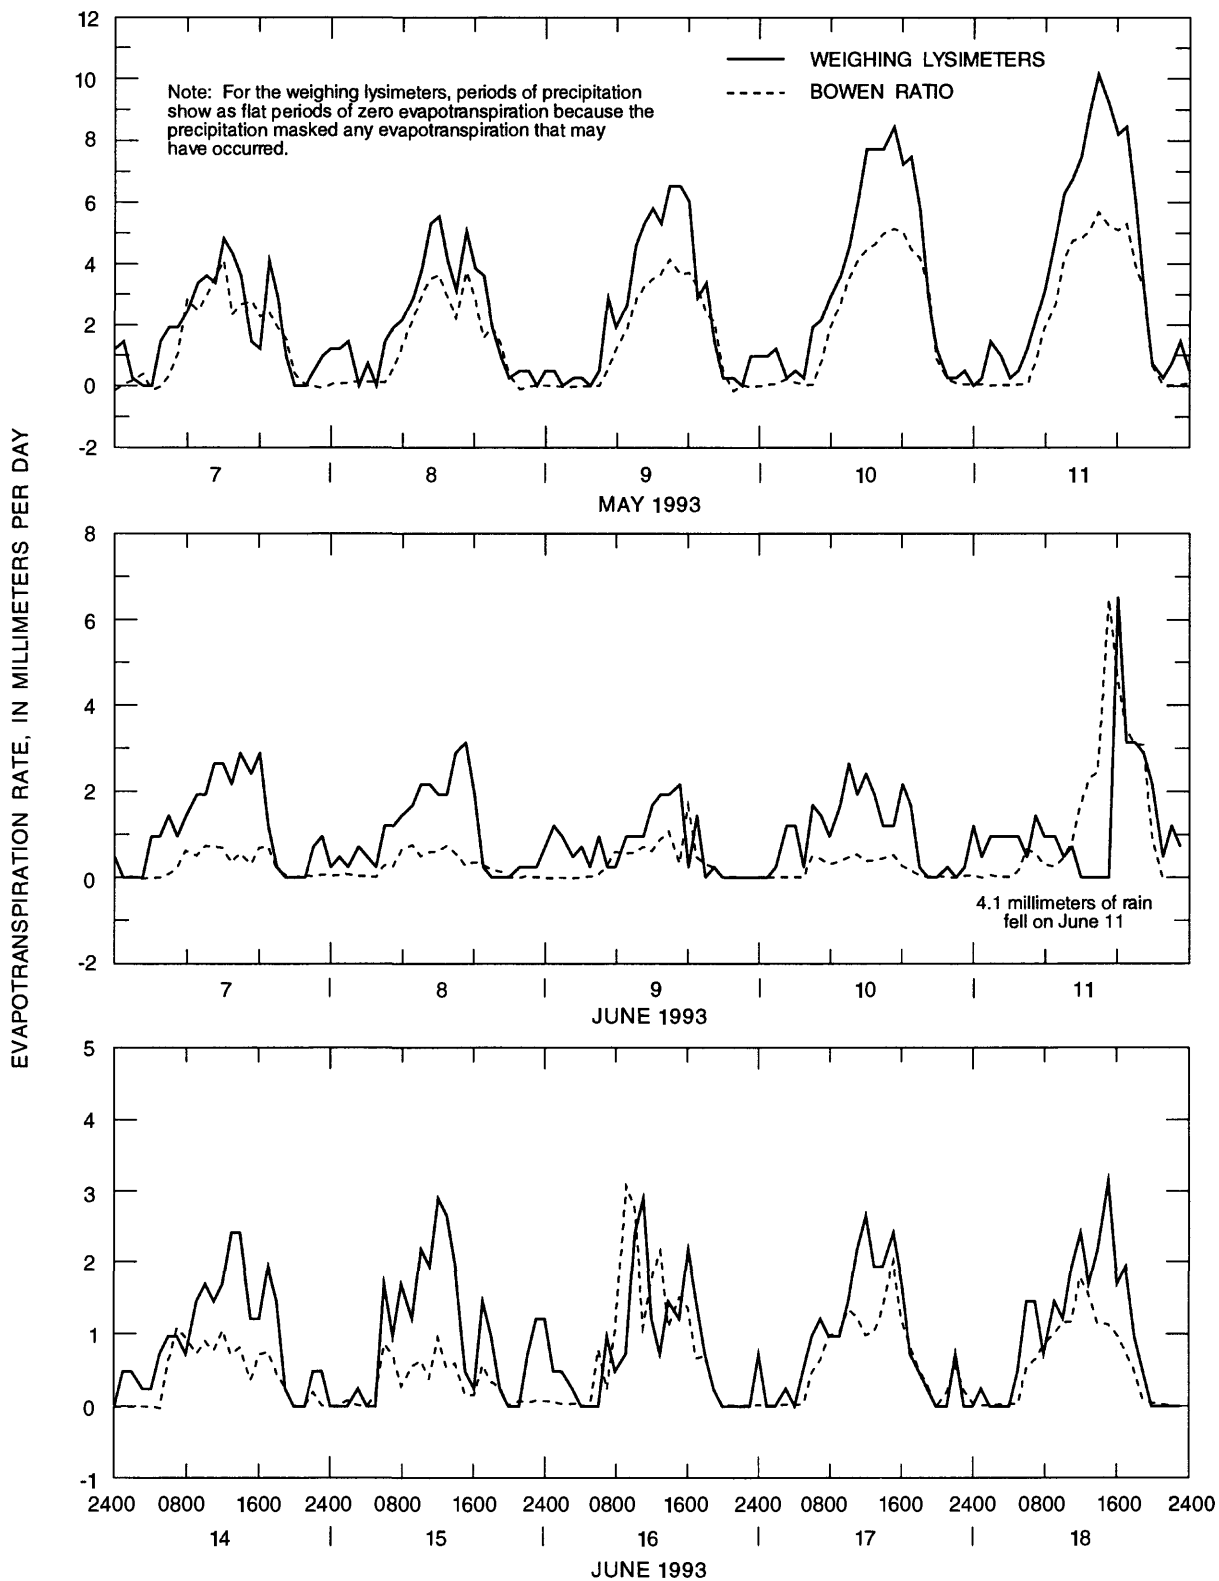 EVAPOTRANSPIRATION RATE, IN MILLIMETERS PER DAY
12
10
8
6
4
2
0
-2
WEIGHING LYSIMETERS
BOWEN RATIO
Note: For the weighing lysimeters, periods of precipitation
show as flat periods of zero evapotranspiration because the
precipitation masked any evapotranspiration that may
have occurred.
7 | 8 | 9 | 10 | 11
MAY 1993
8
6
4
2
0
-2
4.1 millimeters of rain
fell on June 11
7 | 8 | 9 | 10 | 11
JUNE 1993
5
4
3
2
1
0
-1
2400 0800 1600 2400 0800 1600 2400 0800 1600 2400 0800 1600 2400 0800 1600 2400
14 | 15 | 16 | 17 | 18
JUNE 1993